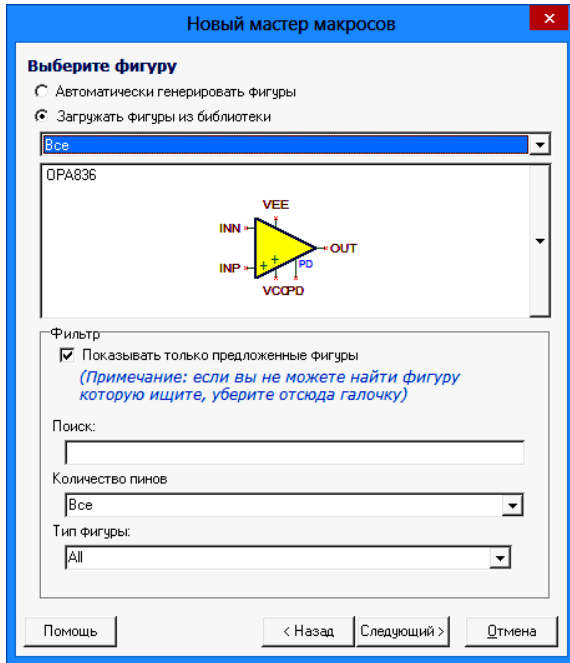 Новый мастер макросов
Выберите фигуру
Автоматически генерировать фигуры
Загружать фигуры из библиотеки
Все
OPA836
VEE
INN
OUT
INP
PD
VCCPD
Фильтр
Показывать только предложенные фигуры
(Примечание: если вы не можете найти фигуру
которую ищите, уберите отсюда галочку)
Поиск:
Количество пинов
Все
Тип фигуры:
All
Помощь
< Назад
Следующий >
Отмена